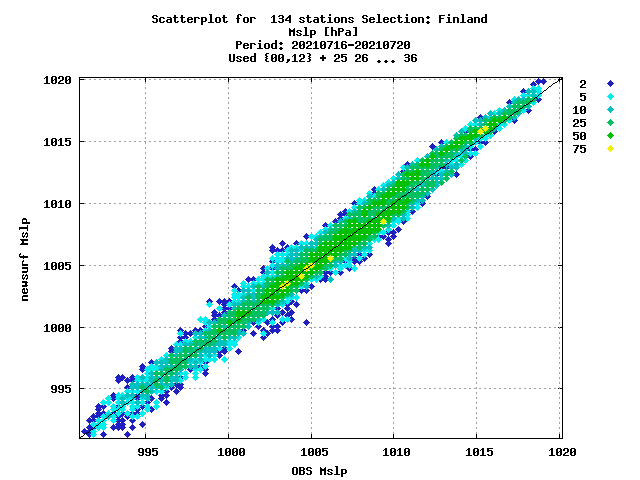 Scatterplot for  134 stations Selection: Finland
Mslp [hPa]
Period: 20210716-20210720
Used {00,12} + 25 26 ... 36
1020
1015
1010
1005
1000
995
newsurf Mslp
2
5
10
25
50
75
995 1000 1005 1010 1015 1020
OBS Mslp